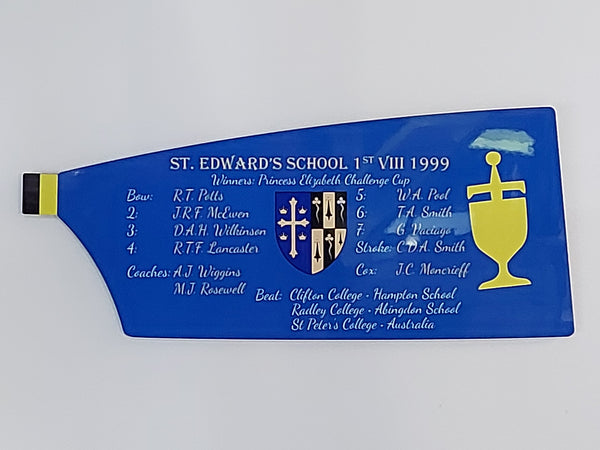 ST. EDWARD'S SCHOOL 1ST VIII 1999
Winners: Princess Elizabeth Challenge Cup
Bow: R.T. Potts
2: J.R.F. McEwen
3: D.A.H. Wilkinson
4: R.T.F. Lancaster
Coaches: A.J. Wiggins
M.J. Rosewell
5: W.A. Pool
6: T.A. Smith
7: G. Paciago
Stroke: C.D.A. Smith
Cox: J.C. Moncrieff
Beat: Clifton College - Hampton School
Radley College - Abingdon School
St Peter's College - Australia